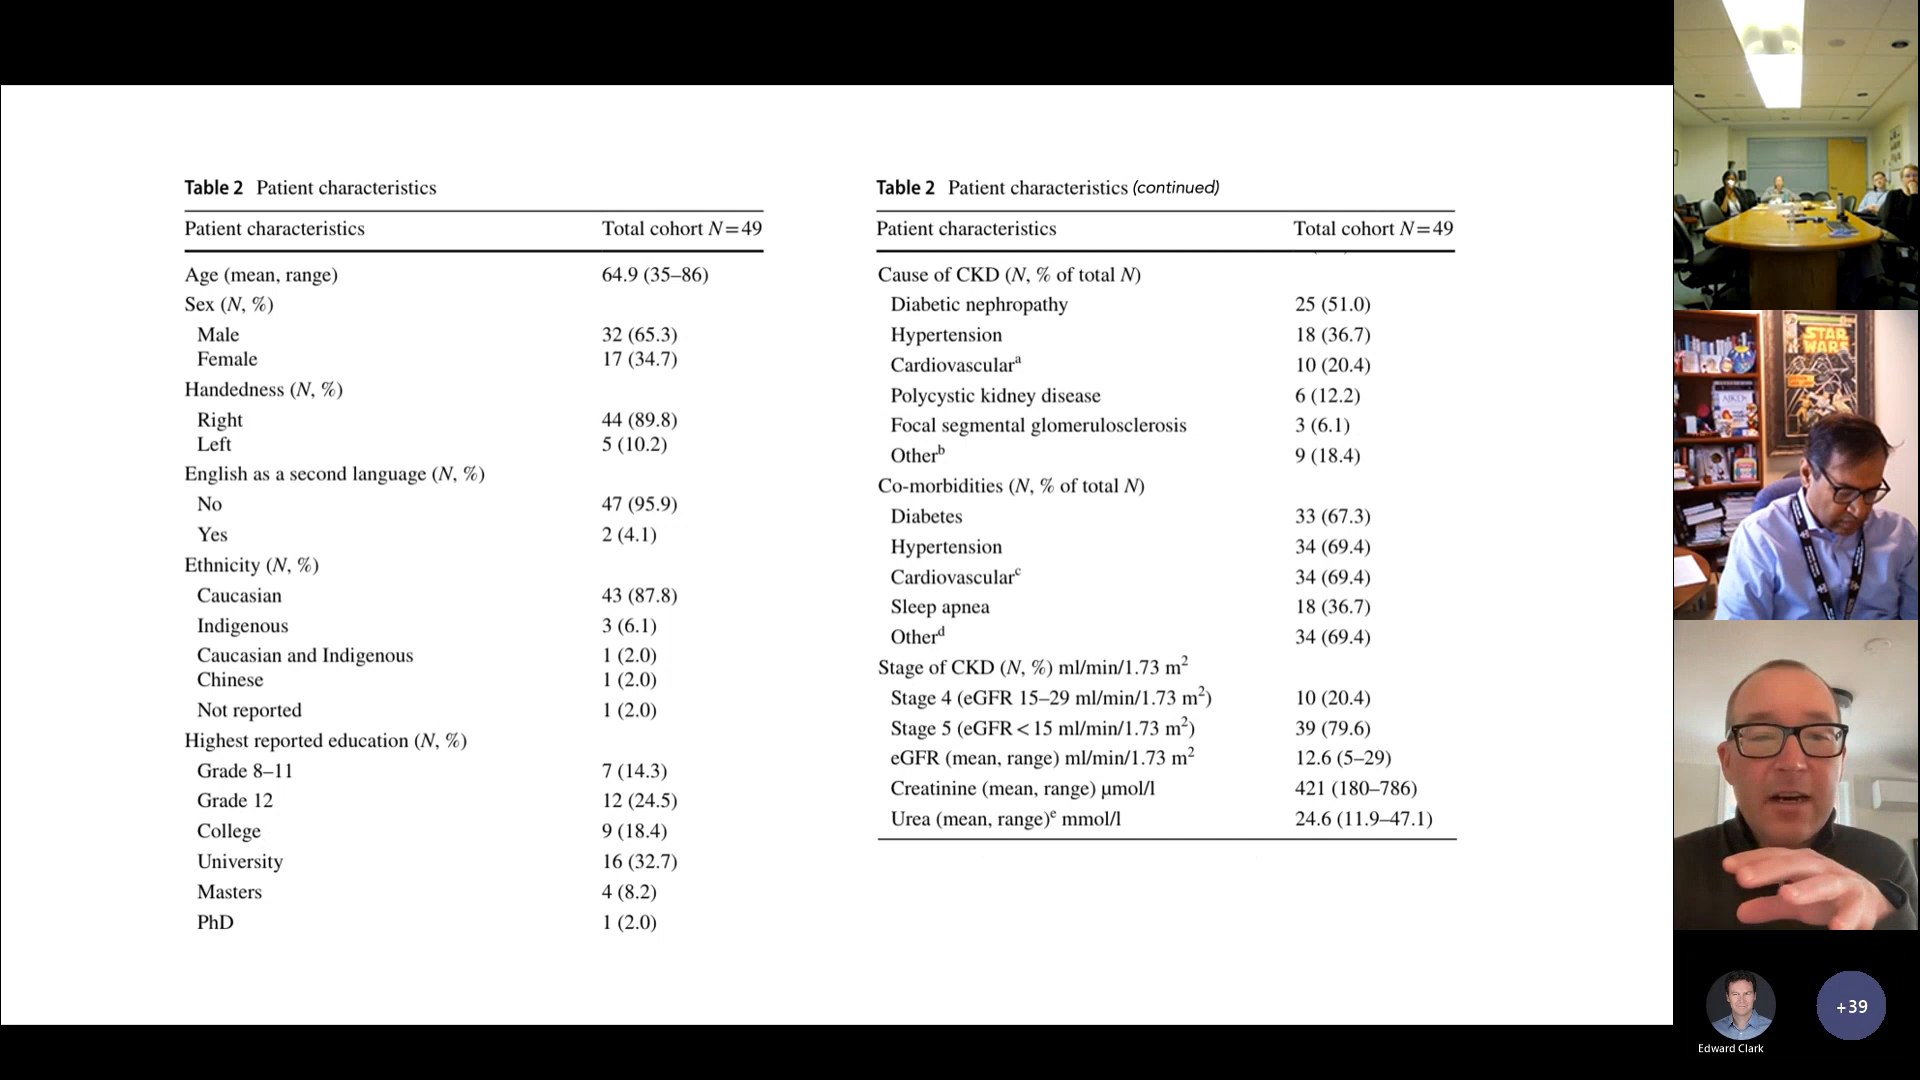 Table 2 Patient characteristics
Patient characteristics Total cohort N=49
Age (mean, range) 64.9 (35–86)
Sex (N, %)
Male 32 (65.3)
Female 17 (34.7)
Handedness (N, %)
Right 44 (89.8)
Left 5 (10.2)
English as a second language (N, %)
No 47 (95.9)
Yes 2 (4.1)
Ethnicity (N, %)
Caucasian 43 (87.8)
Indigenous 3 (6.1)
Caucasian and Indigenous 1 (2.0)
Chinese 1 (2.0)
Not reported 1 (2.0)
Highest reported education (N, %)
Grade 8–11 7 (14.3)
Grade 12 12 (24.5)
College 9 (18.4)
University 16 (32.7)
Masters 4 (8.2)
PhD 1 (2.0)
Table 2 Patient characteristics (continued)
Patient characteristics Total cohort N=49
Cause of CKD (N, % of total N)
Diabetic nephropathy 25 (51.0)
Hypertension 18 (36.7)
Cardiovascularᵃ 10 (20.4)
Polycystic kidney disease 6 (12.2)
Focal segmental glomerulosclerosis 3 (6.1)
Otherᵇ 9 (18.4)
Co-morbidities (N, % of total N)
Diabetes 33 (67.3)
Hypertension 34 (69.4)
Cardiovascularᶜ 34 (69.4)
Sleep apnea 18 (36.7)
Otherᵈ 34 (69.4)
Stage of CKD (N, %) ml/min/1.73 m²
Stage 4 (eGFR 15–29 ml/min/1.73 m²) 10 (20.4)
Stage 5 (eGFR < 15 ml/min/1.73 m²) 39 (79.6)
eGFR (mean, range) ml/min/1.73 m² 12.6 (5–29)
Creatinine (mean, range) μmol/l 421 (180–786)
Urea (mean, range)ᵉ mmol/l 24.6 (11.9–47.1)
STAR
WARS
AJKD
+39
Edward Clark